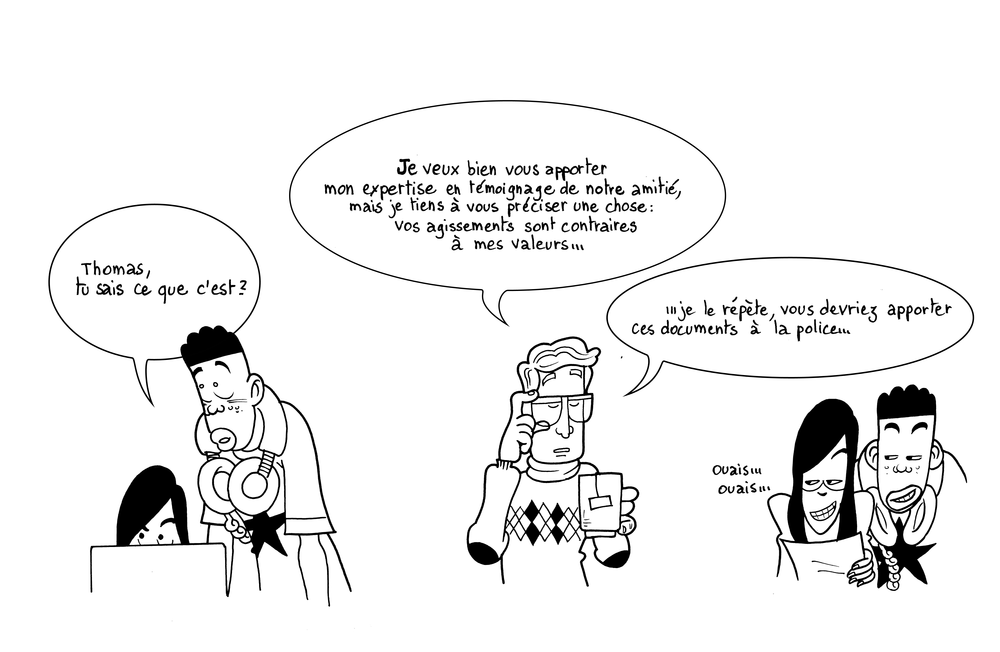 Thomas,
tu sais ce que c'est?
Je veux bien vous apporter
mon expertise en témoignage de notre amitié,
mais je tiens à vous préciser une chose:
vos agissements sont contraires
à mes valeurs...
...je le répète, vous devriez apporter
ces documents à la police...
ouais...
ouais...